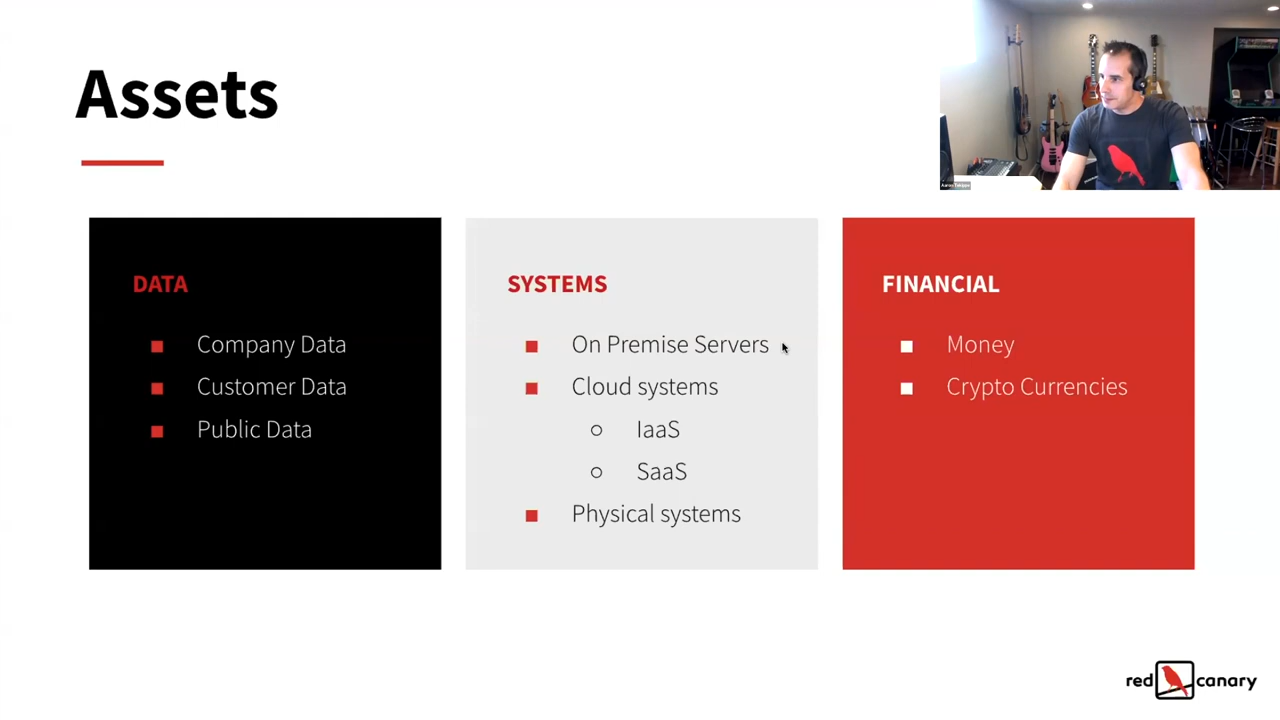 Assets
DATA
Company Data
Customer Data
Public Data
SYSTEMS
On Premise Servers
Cloud systems
IaaS
SaaS
Physical systems
FINANCIAL
Money
Crypto Currencies
red canary